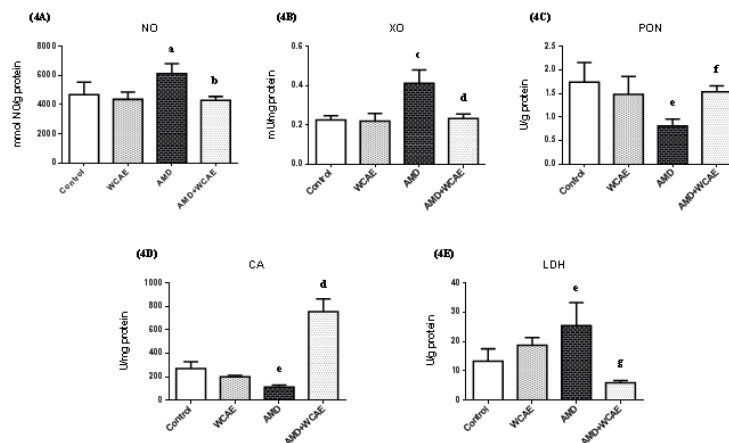 (4A)
NO
mmol NO/g protein
8000
6000
4000
2000
0
a
b
Control
WCAE
AMD
AMD+WCAE
(4B)
XO
mU/mg protein
0.6
0.4
0.2
0.0
c
d
Control
WCAE
AMD
AMD+WCAE
(4C)
PON
U/g protein
2.5
2.0
1.5
1.0
0.5
0.0
e
f
Control
WCAE
AMD
AMD+WCAE
(4D)
CA
U/mg protein
1000
800
600
400
200
0
e
d
Control
WCAE
AMD
AMD+WCAE
(4E)
LDH
U/g protein
40
30
20
10
0
e
g
Control
WCAE
AMD
AMD+WCAE